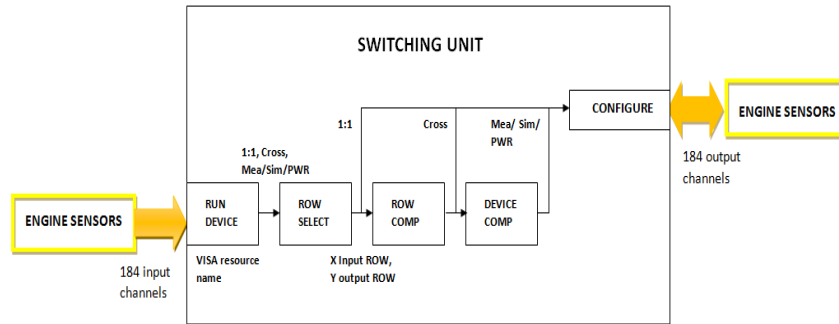 SWITCHING UNIT
CONFIGURE
ENGINE SENSORS
184 output
channels
1:1
Cross
Mea/ Sim/
PWR
1:1, Cross,
Mea/Sim/PWR
ENGINE SENSORS
184 input
channels
RUN
DEVICE
ROW
SELECT
ROW
COMP
DEVICE
COMP
VISA resource
name
X Input ROW,
Y output ROW